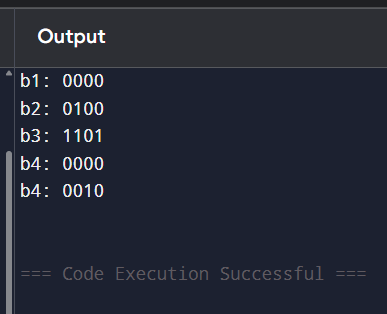 Output
b1: 0000
b2: 0100
b3: 1101
b4: 0000
b4: 0010
=== Code Execution Successful ===